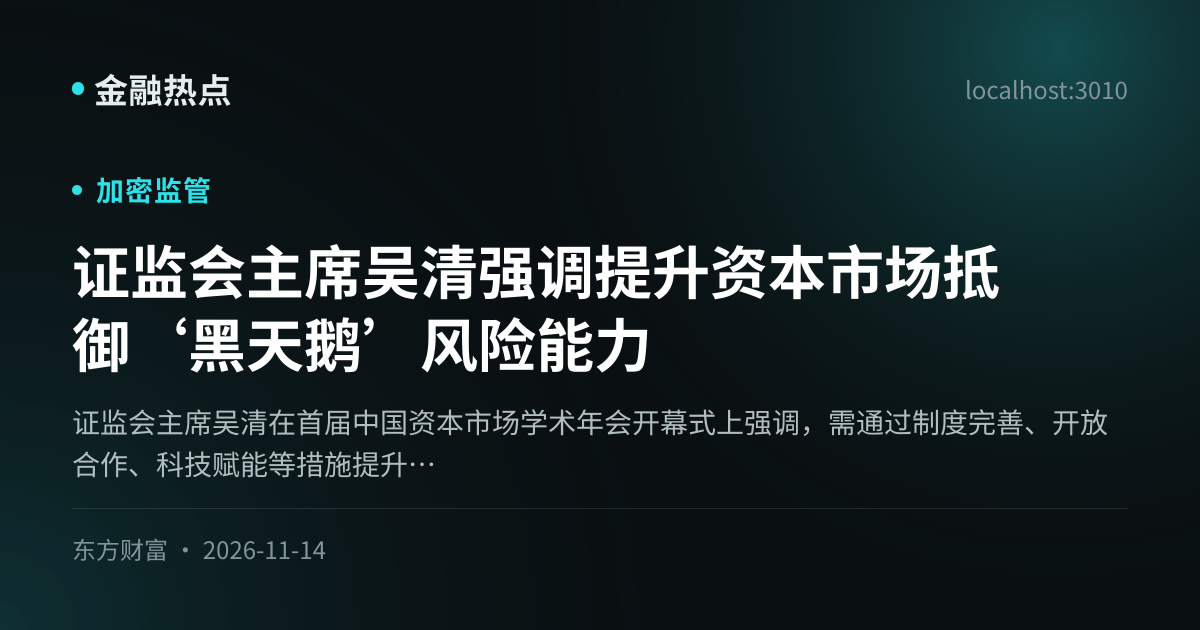 金融热点
localhost:3010
加密监管
证监会主席吴清强调提升资本市场抵
御‘黑天鹅’风险能力
证监会主席吴清在首届中国资本市场学术年会开幕式上强调，需通过制度完善、开放
合作、科技赋能等措施提升…
东方财富 · 2026-11-14